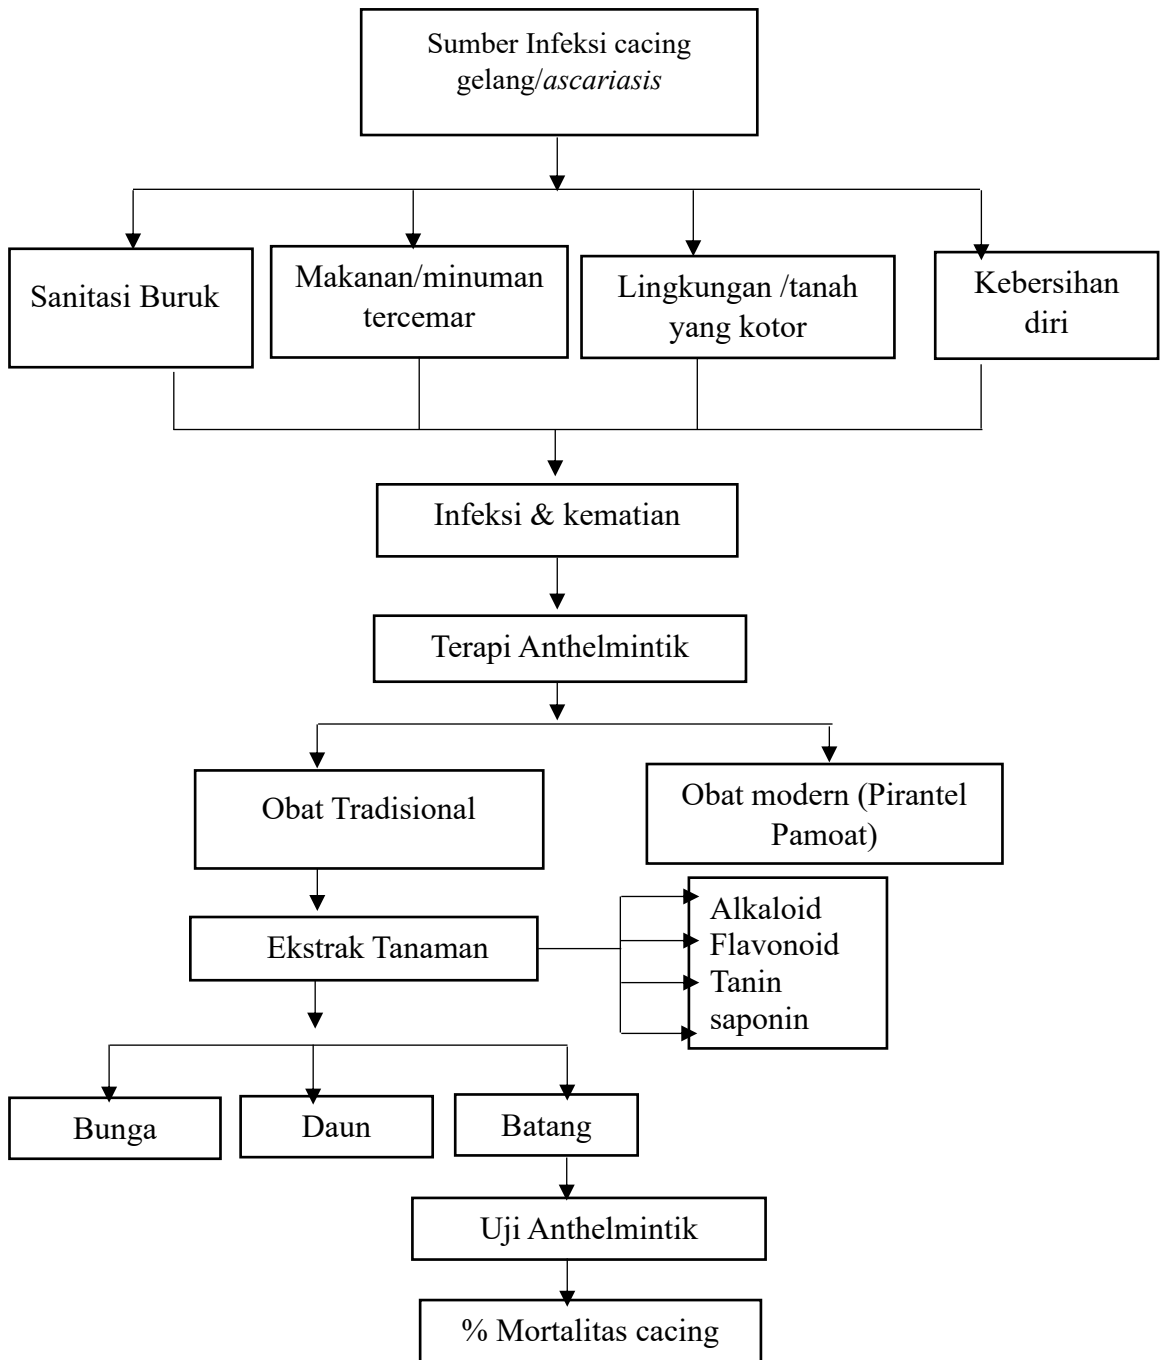 Sumber Infeksi cacing
gelang/ascariasis
Sanitasi Buruk
Makanan/minuman
tercemar
Lingkungan /tanah
yang kotor
Kebersihan
diri
Infeksi & kematian
Terapi Anthelmintik
Obat Tradisional
Obat modern (Pirantel
Pamoat)
Ekstrak Tanaman
Alkaloid
Flavonoid
Tanin
saponin
Bunga
Daun
Batang
Uji Anthelmintik
% Mortalitas cacing